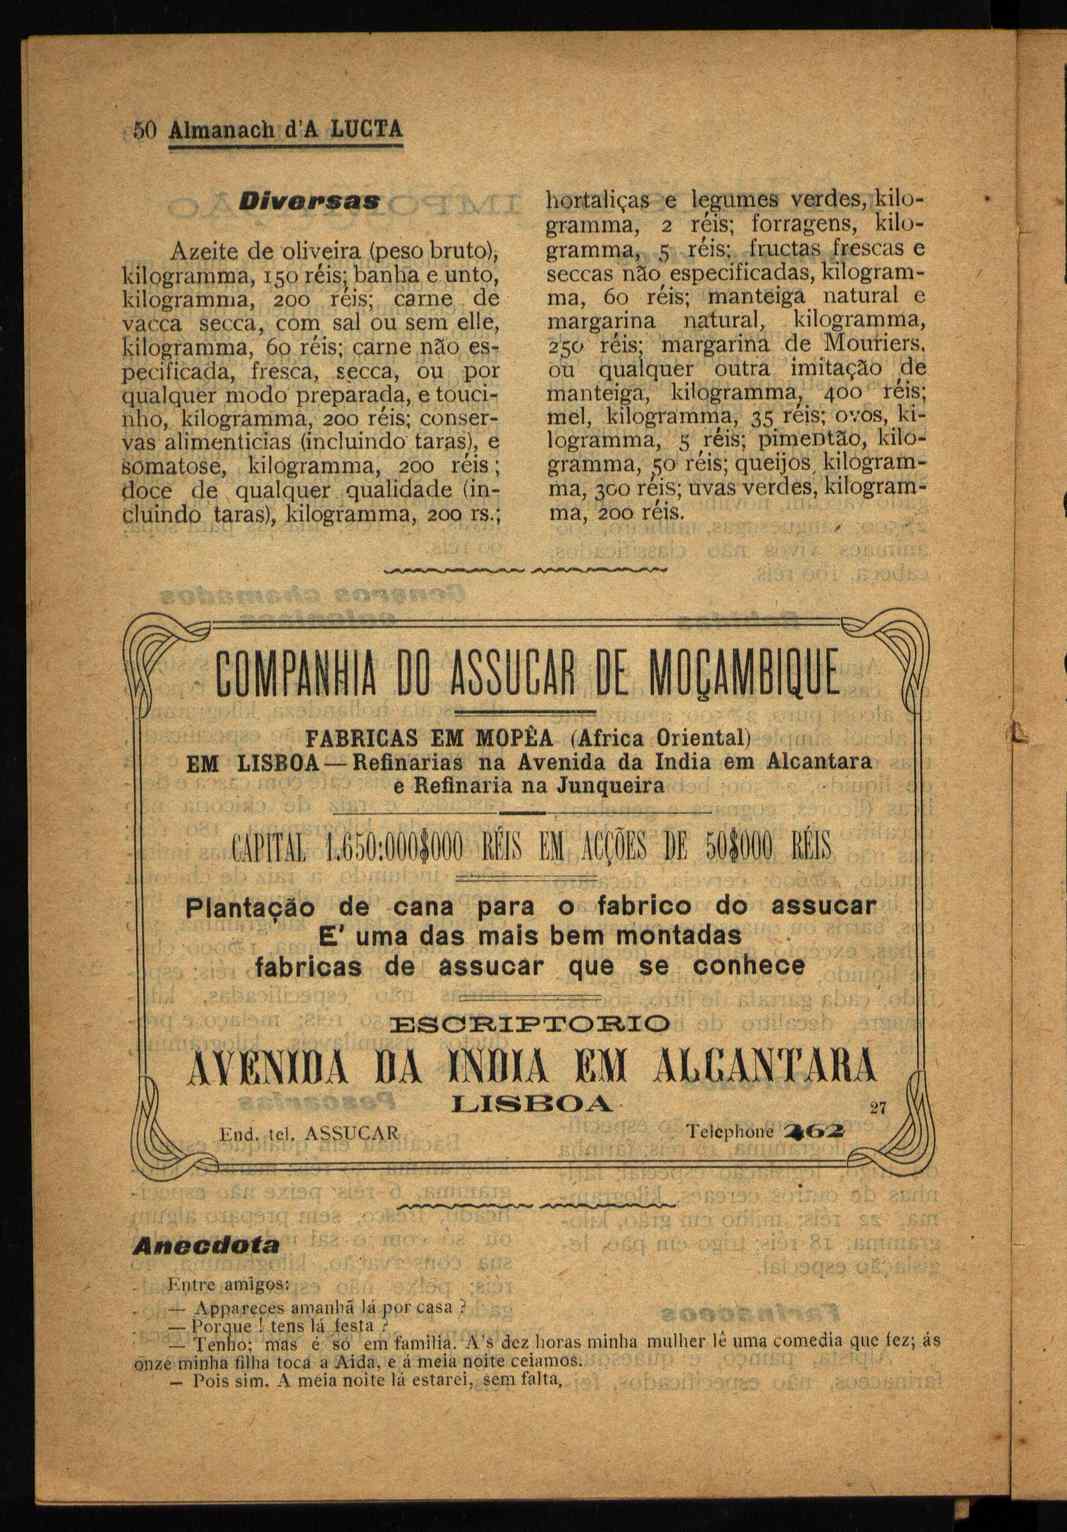 50 Almanach d'A LUCTA
Diversas
Azeite de oliveira (peso bruto),
kilogramma, 150 réis; banha e unto,
kilogramma, 200 réis; carne de
vacca secca, com sal ou sem elle,
kilogramma, 60 réis; carne não es-
pecificada, fresca, secca, ou por
qualquer modo preparada, e touci-
nho, kilogramma, 200 réis; conser-
vas alimenticias (incluindo taras), e
somatose, kilogramma, 200 réis;
doce de qualquer qualidade (in-
cluindo taras), kilogramma, 200 rs.;
hortaliças e legumes verdes, kilo-
gramma, 2 réis; forragens, kilo-
gramma, 5 réis; fructas frescas e
seccas não especificadas, kilogram-
ma, 60 réis; manteiga natural e
margarina natural, kilogramma,
250 réis; margarina de Mouriers,
ou qualquer outra imitação de
manteiga, kilogramma, 400 réis;
mel, kilogramma, 35 réis; ovos, ki-
logramma, 5 réis; pimentão, kilo-
gramma, 50 réis; queijos, kilogram-
ma, 300 réis; uvas verdes, kilogram-
ma, 200 réis.
COMPANHIA DO ASSUCAR DE MOÇAMBIQUE
FABRICAS EM MOPÊA (Africa Oriental)
EM LISBOA — Refinarias na Avenida da India em Alcantara
e Refinaria na Junqueira
CAPITAL 1.650:000$000 RÉIS EM ACÇÕES DE 50$000 RÉIS
Plantação de cana para o fabrico do assucar
E' uma das mais bem montadas
fabricas de assucar que se conhece
ESCRIPTORIO
AVENIDA DA INDIA EM ALCANTARA
LISBOA
27
End. tel. ASSUCAR Telephone 462
Anecdota
Entre amigos:
— Appareces amanhã lá por casa ?
— Porque ! tens lá festa ?
— Tenho; mas é só em familia. A's dez horas minha mulher lê uma comedia que fez; ás
onze minha filha toca a Aida, e á meia noite ceiamos.
— Pois sim. A meia noite lá estarei, sem falta,